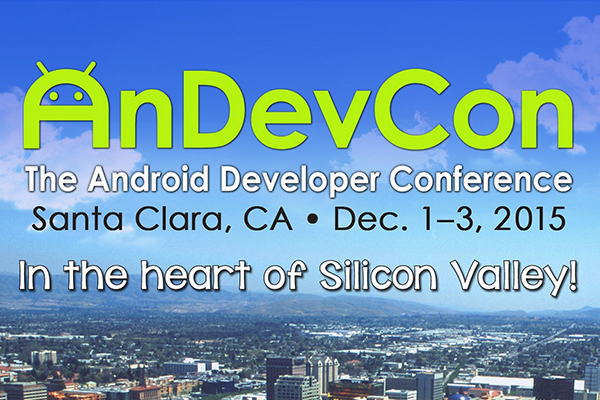 AnDevCon
The Android Developer Conference
Santa Clara, CA • Dec. 1–3, 2015
In the heart of Silicon Valley!